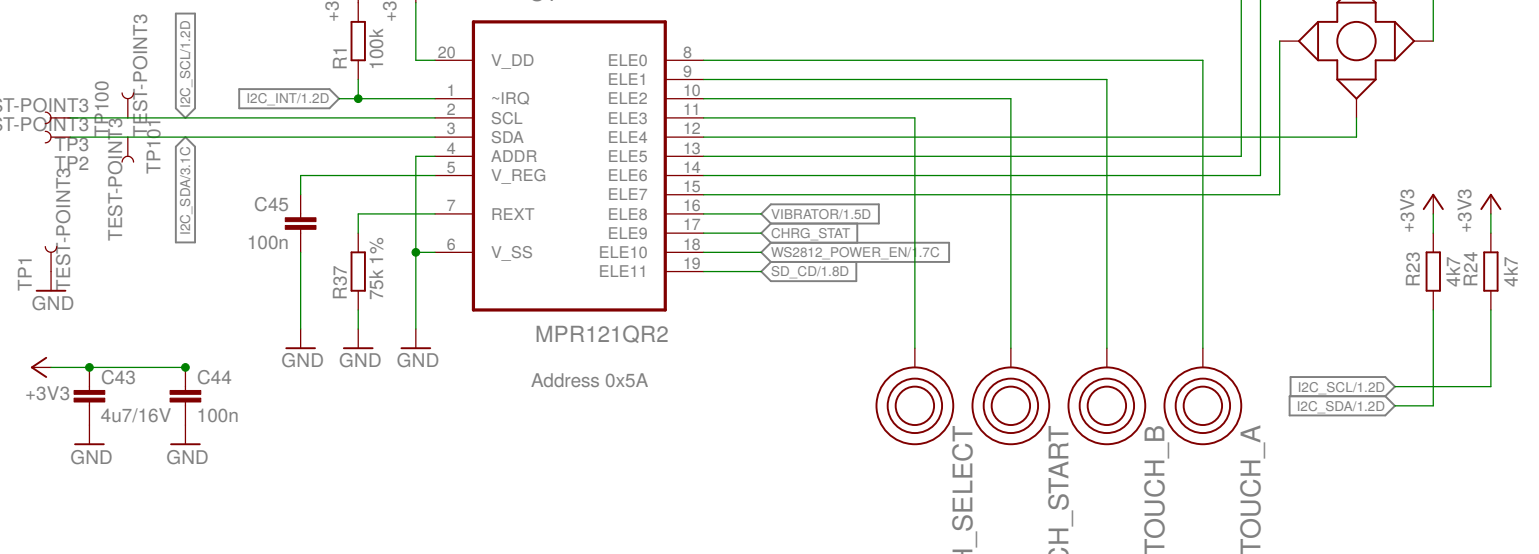 +3
+3
R1
100k
I2C_SCL/1.2D
TEST-POINT3
TP100
ST-POINT3
ST-POINT3
TP3
TP2
TP101
TEST-POINT3
I2C_SDA/3.1C
TEST-POINT3
TP1
GND
I2C_INT/1.2D
20
1
2
3
4
5
7
6
V_DD
~IRQ
SCL
SDA
ADDR
V_REG
REXT
V_SS
ELE0
ELE1
ELE2
ELE3
ELE4
ELE5
ELE6
ELE7
ELE8
ELE9
ELE10
ELE11
8
9
10
11
12
13
14
15
16
17
18
19
VIBRATOR/1.5D
CHRG_STAT
WS2812_POWER_EN/1.7C
SD_CD/1.8D
C45
100n
R37
75k 1%
GND
GND
GND
MPR121QR2
Address 0x5A
+3V3
C43
4u7/16V
C44
100n
GND
GND
+3V3
+3V3
R23
4k7
R24
4k7
I2C_SCL/1.2D
I2C_SDA/1.2D
H_SELECT
CH_START
TOUCH_B
TOUCH_A